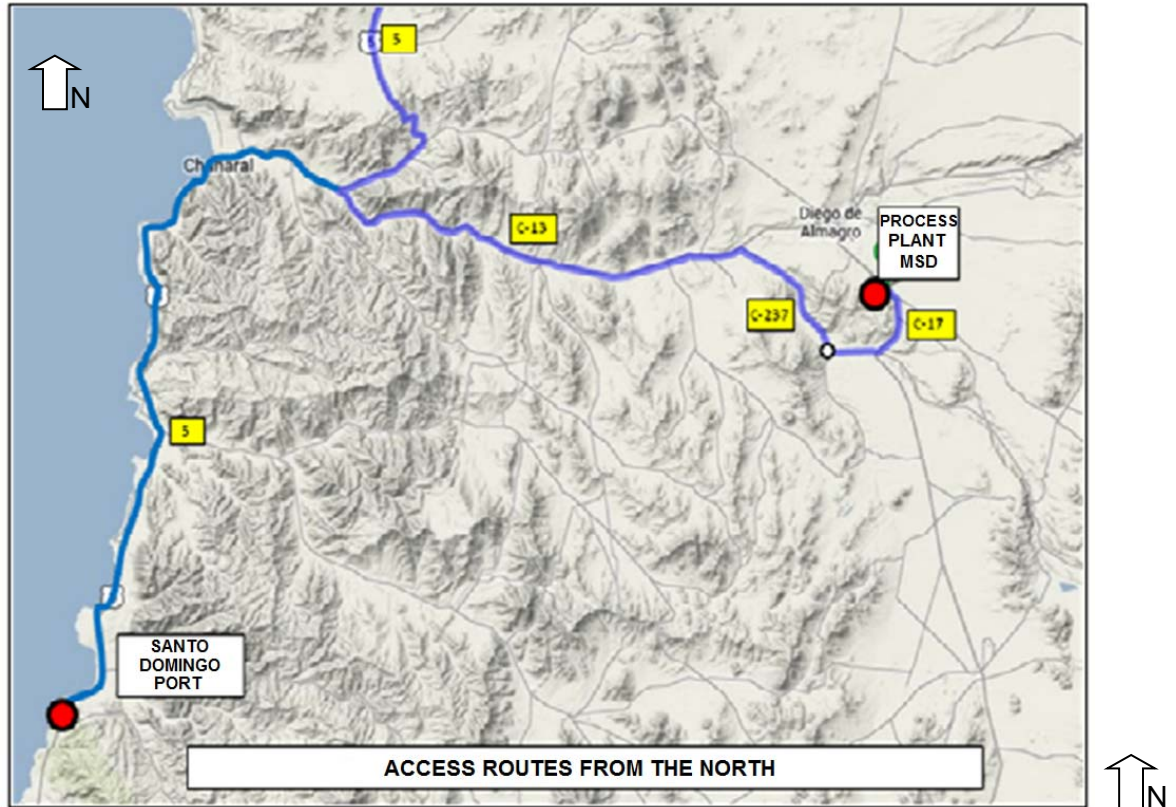 N
5
5
Chañaral
C-13
Diego de
Almagro
PROCESS
PLANT
MSD
C-237
C-17
5
SANTO
DOMINGO
PORT
ACCESS ROUTES FROM THE NORTH
N